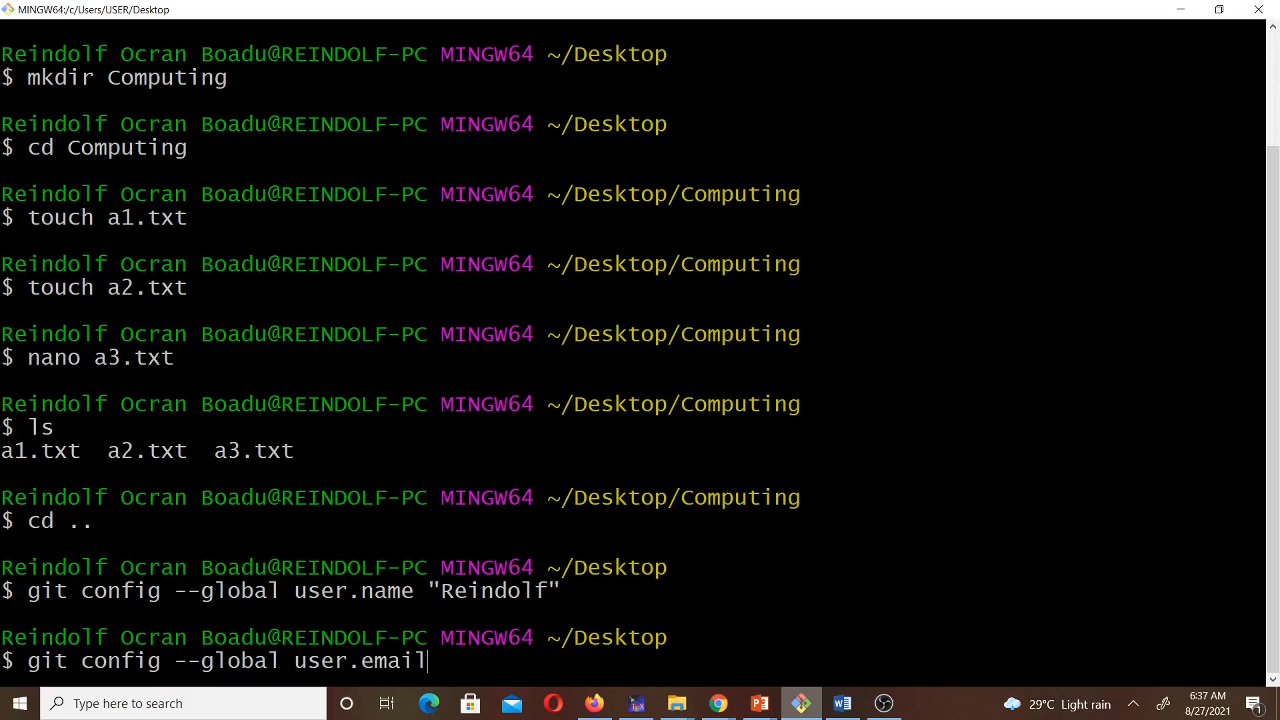 MINGW64:/c/Users/USER/Desktop
Reindolf Ocran Boadu@REINDOLF-PC MINGW64 ~/Desktop
$ mkdir Computing
Reindolf Ocran Boadu@REINDOLF-PC MINGW64 ~/Desktop
$ cd Computing
Reindolf Ocran Boadu@REINDOLF-PC MINGW64 ~/Desktop/Computing
$ touch a1.txt
Reindolf Ocran Boadu@REINDOLF-PC MINGW64 ~/Desktop/Computing
$ touch a2.txt
Reindolf Ocran Boadu@REINDOLF-PC MINGW64 ~/Desktop/Computing
$ nano a3.txt
Reindolf Ocran Boadu@REINDOLF-PC MINGW64 ~/Desktop/Computing
$ ls
a1.txt  a2.txt  a3.txt
Reindolf Ocran Boadu@REINDOLF-PC MINGW64 ~/Desktop/Computing
$ cd ..
Reindolf Ocran Boadu@REINDOLF-PC MINGW64 ~/Desktop
$ git config --global user.name "Reindolf"
Reindolf Ocran Boadu@REINDOLF-PC MINGW64 ~/Desktop
$ git config --global user.email
Type here to search
29°C Light rain
6:37 AM
8/27/2021
1